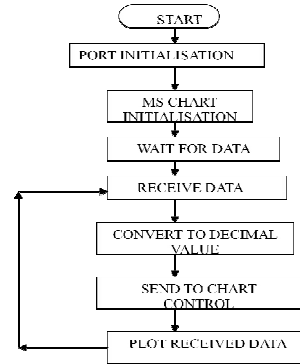 START
PORT INITIALISATION
MS CHART
INITIALISATION
WAIT FOR DATA
RECEIVE DATA
CONVERT TO DECIMAL
VALUE
SEND TO CHART
CONTROL
PLOT RECEIVED DATA